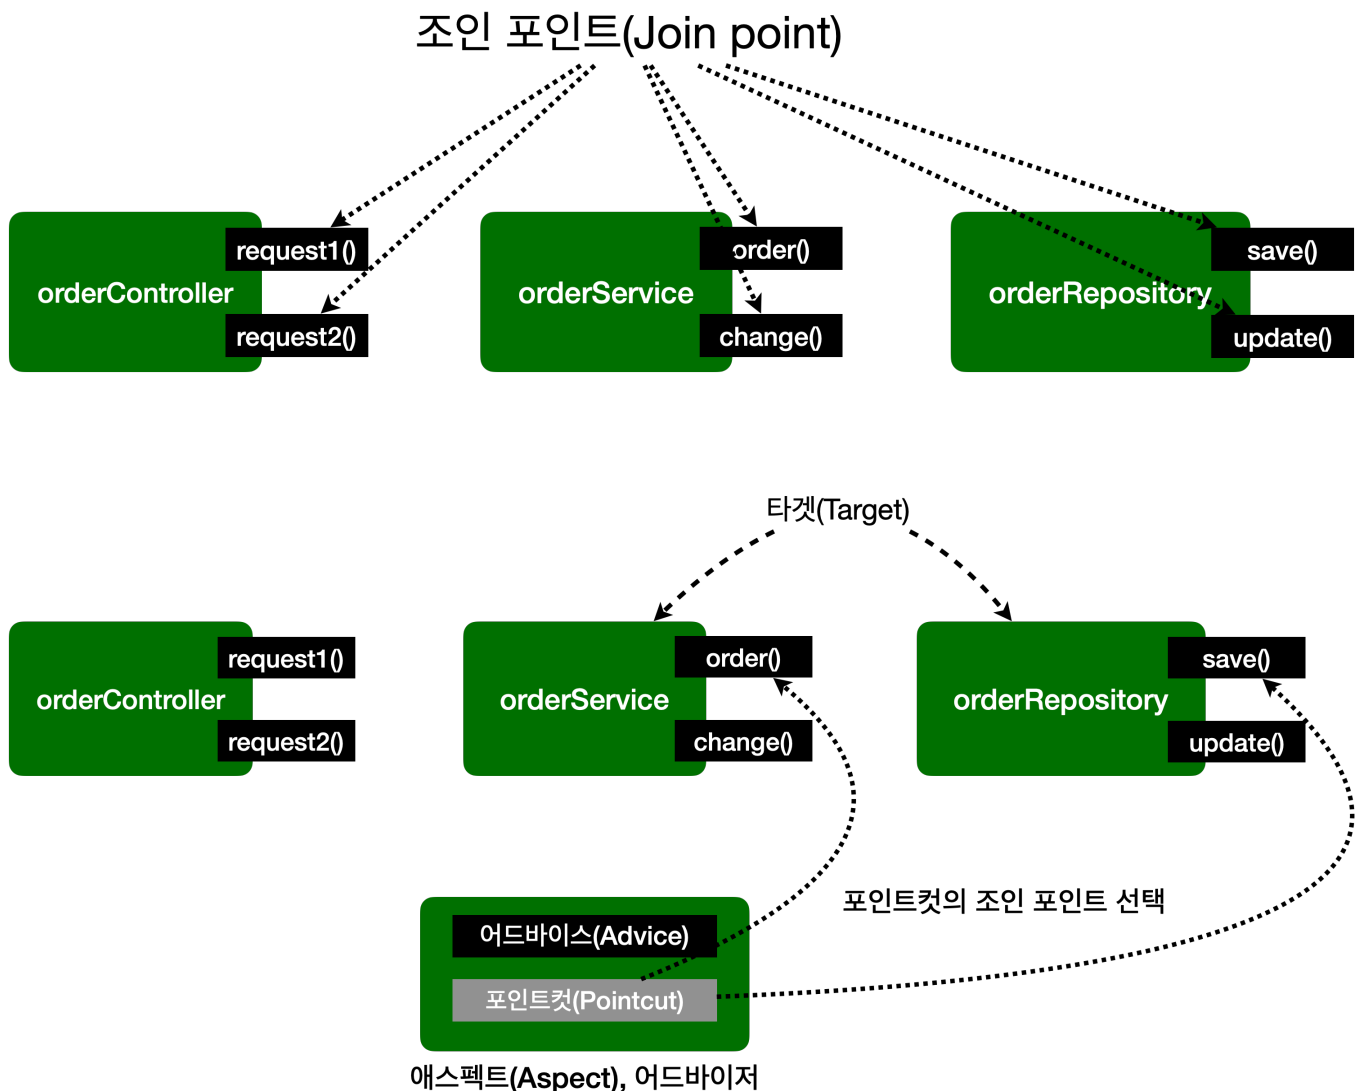 조인 포인트(Join point)
request1()
orderController
request2()
order()
orderService
change()
save()
orderRepository
update()
타겟(Target)
request1()
orderController
request2()
order()
orderService
change()
save()
orderRepository
update()
포인트컷의 조인 포인트 선택
어드바이스(Advice)
포인트컷(Pointcut)
애스펙트(Aspect), 어드바이저